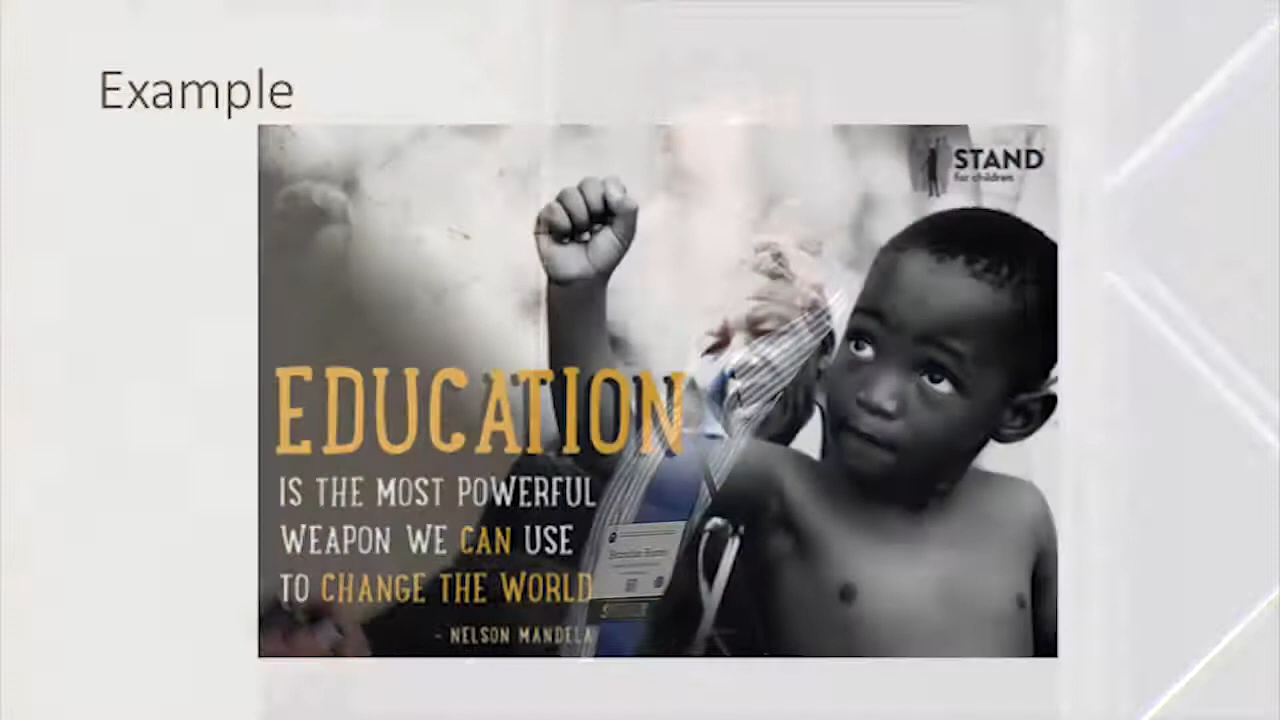 Example
STAND
for children
EDUCATION
IS THE MOST POWERFUL
WEAPON WE CAN USE
TO CHANGE THE WORLD
- NELSON MANDELA